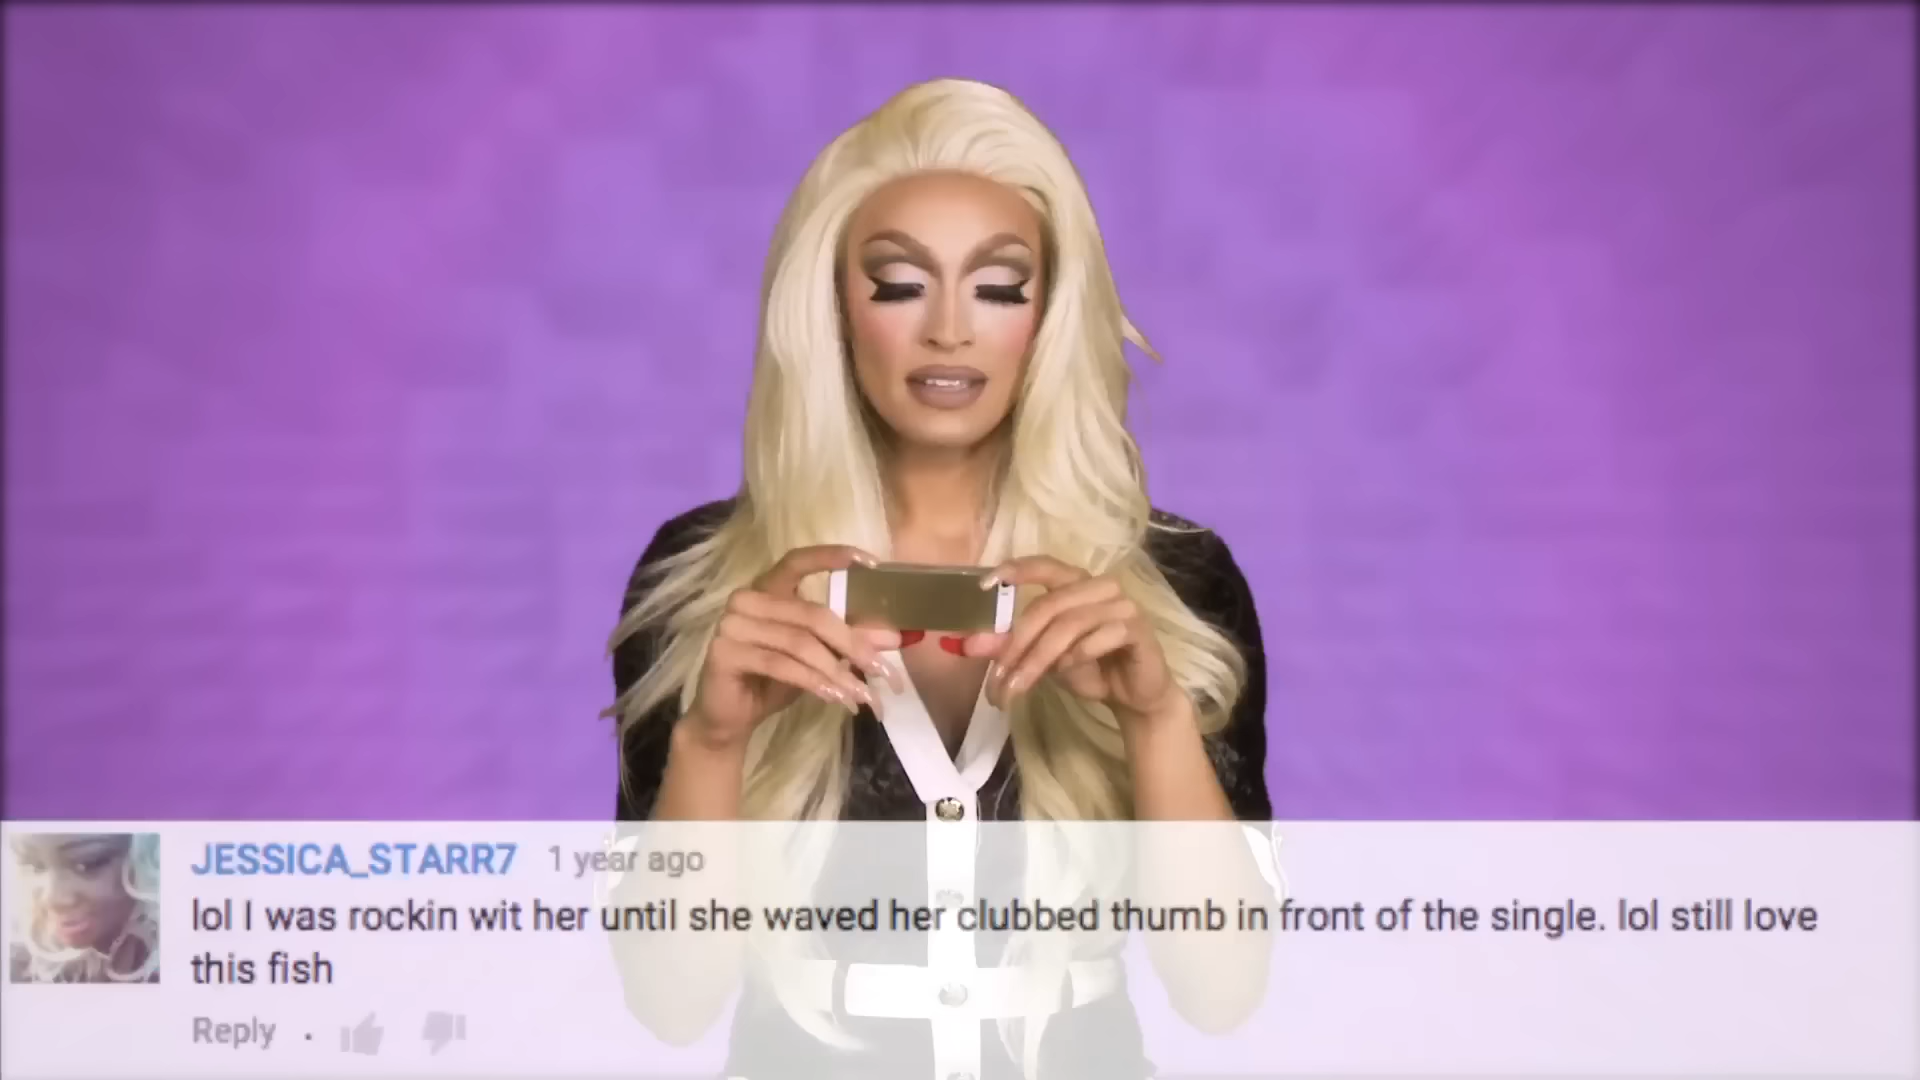 JESSICA_STARR7 1 year ago
lol I was rockin wit her until she waved her clubbed thumb in front of the single. lol still love
this fish
Reply .